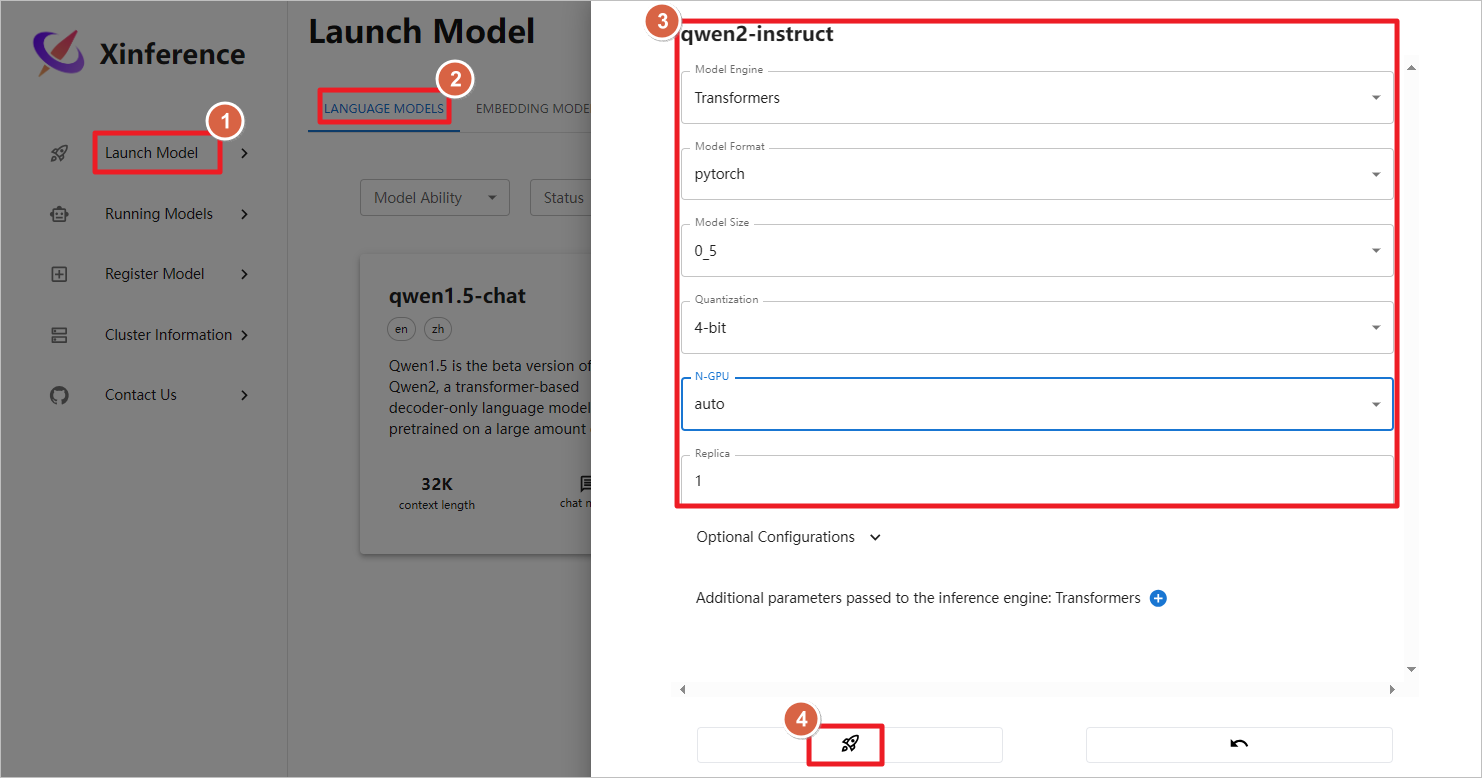 Xinference
1
Launch Model
Running Models
Register Model
Cluster Information
Contact Us
Launch Model
2
LANGUAGE MODELS
EMBEDDING MODE
Model Ability
Status
qwen1.5-chat
en
zh
Qwen1.5 is the beta version of
Qwen2, a transformer-based
decoder-only language model
pretrained on a large amount
32K
context length
chat
3
qwen2-instruct
Model Engine
Transformers
Model Format
pytorch
Model Size
0_5
Quantization
4-bit
N-GPU
auto
Replica
1
Optional Configurations
Additional parameters passed to the inference engine: Transformers
4